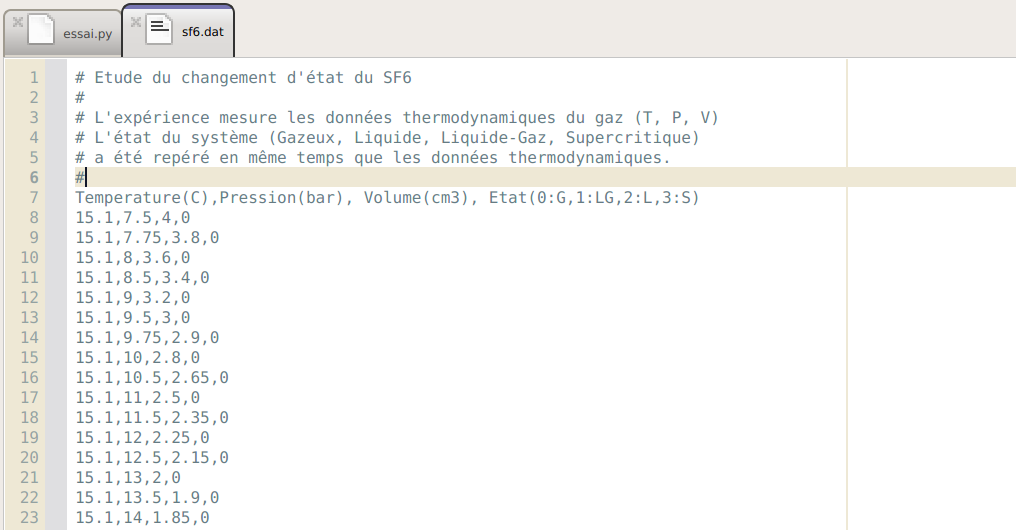 essai.py
sf6.dat
1 # Etude du changement d'état du SF6
2 #
3 # L'expérience mesure les données thermodynamiques du gaz (T, P, V)
4 # L'état du système (Gazeux, Liquide, Liquide-Gaz, Supercritique)
5 # a été repéré en même temps que les données thermodynamiques.
6 #
7 Temperature(C),Pression(bar), Volume(cm3), Etat(0:G,1:LG,2:L,3:S)
8 15.1,7.5,4,0
9 15.1,7.75,3.8,0
10 15.1,8,3.6,0
11 15.1,8.5,3.4,0
12 15.1,9,3.2,0
13 15.1,9.5,3,0
14 15.1,9.75,2.9,0
15 15.1,10,2.8,0
16 15.1,10.5,2.65,0
17 15.1,11,2.5,0
18 15.1,11.5,2.35,0
19 15.1,12,2.25,0
20 15.1,12.5,2.15,0
21 15.1,13,2,0
22 15.1,13.5,1.9,0
23 15.1,14,1.85,0